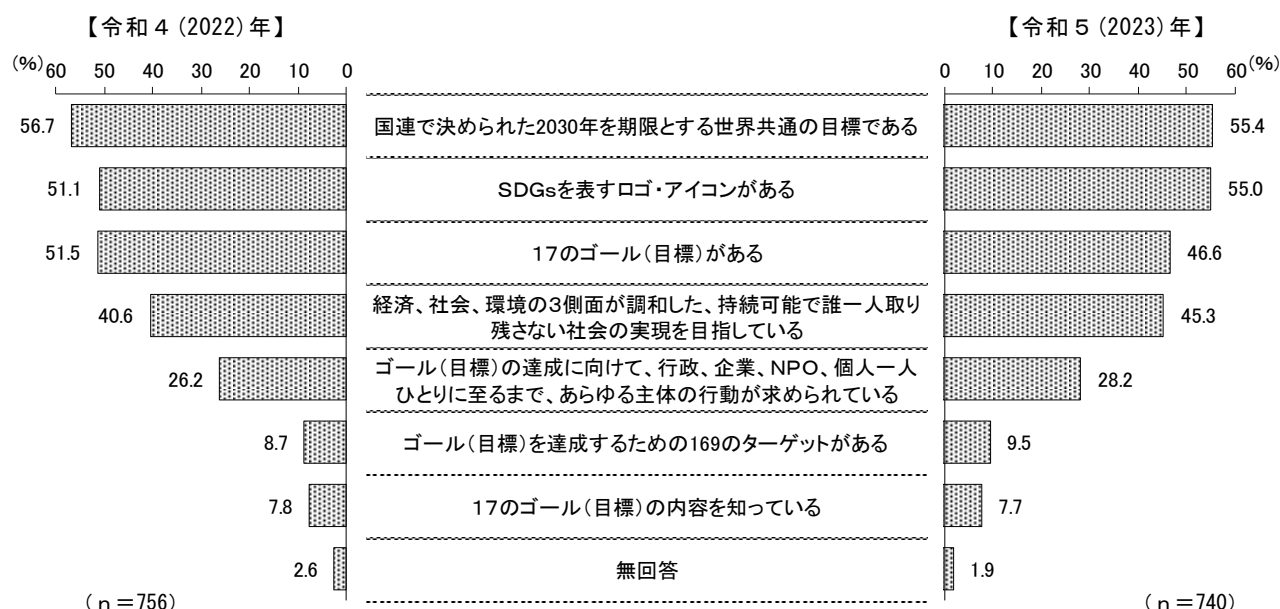 【令和4(2022)年】
【令和5(2023)年】
(%) 60 50 40 30 20 10 0
0 10 20 30 40 50 60 (%)
56.7 国連で決められた2030年を期限とする世界共通の目標である 55.4
51.1 SDGsを表すロゴ・アイコンがある 55.0
51.5 17のゴール(目標)がある 46.6
経済、社会、環境の3側面が調和した、持続可能で誰一人取り
40.6 残さない社会の実現を目指している 45.3
ゴール(目標)の達成に向けて、行政、企業、NPO、個人一人
26.2 ひとりに至るまで、あらゆる主体の行動が求められている 28.2
8.7 ゴール(目標)を達成するための169のターゲットがある 9.5
7.8 17のゴール(目標)の内容を知っている 7.7
2.6 無回答 1.9
(n=756)
(n=740)